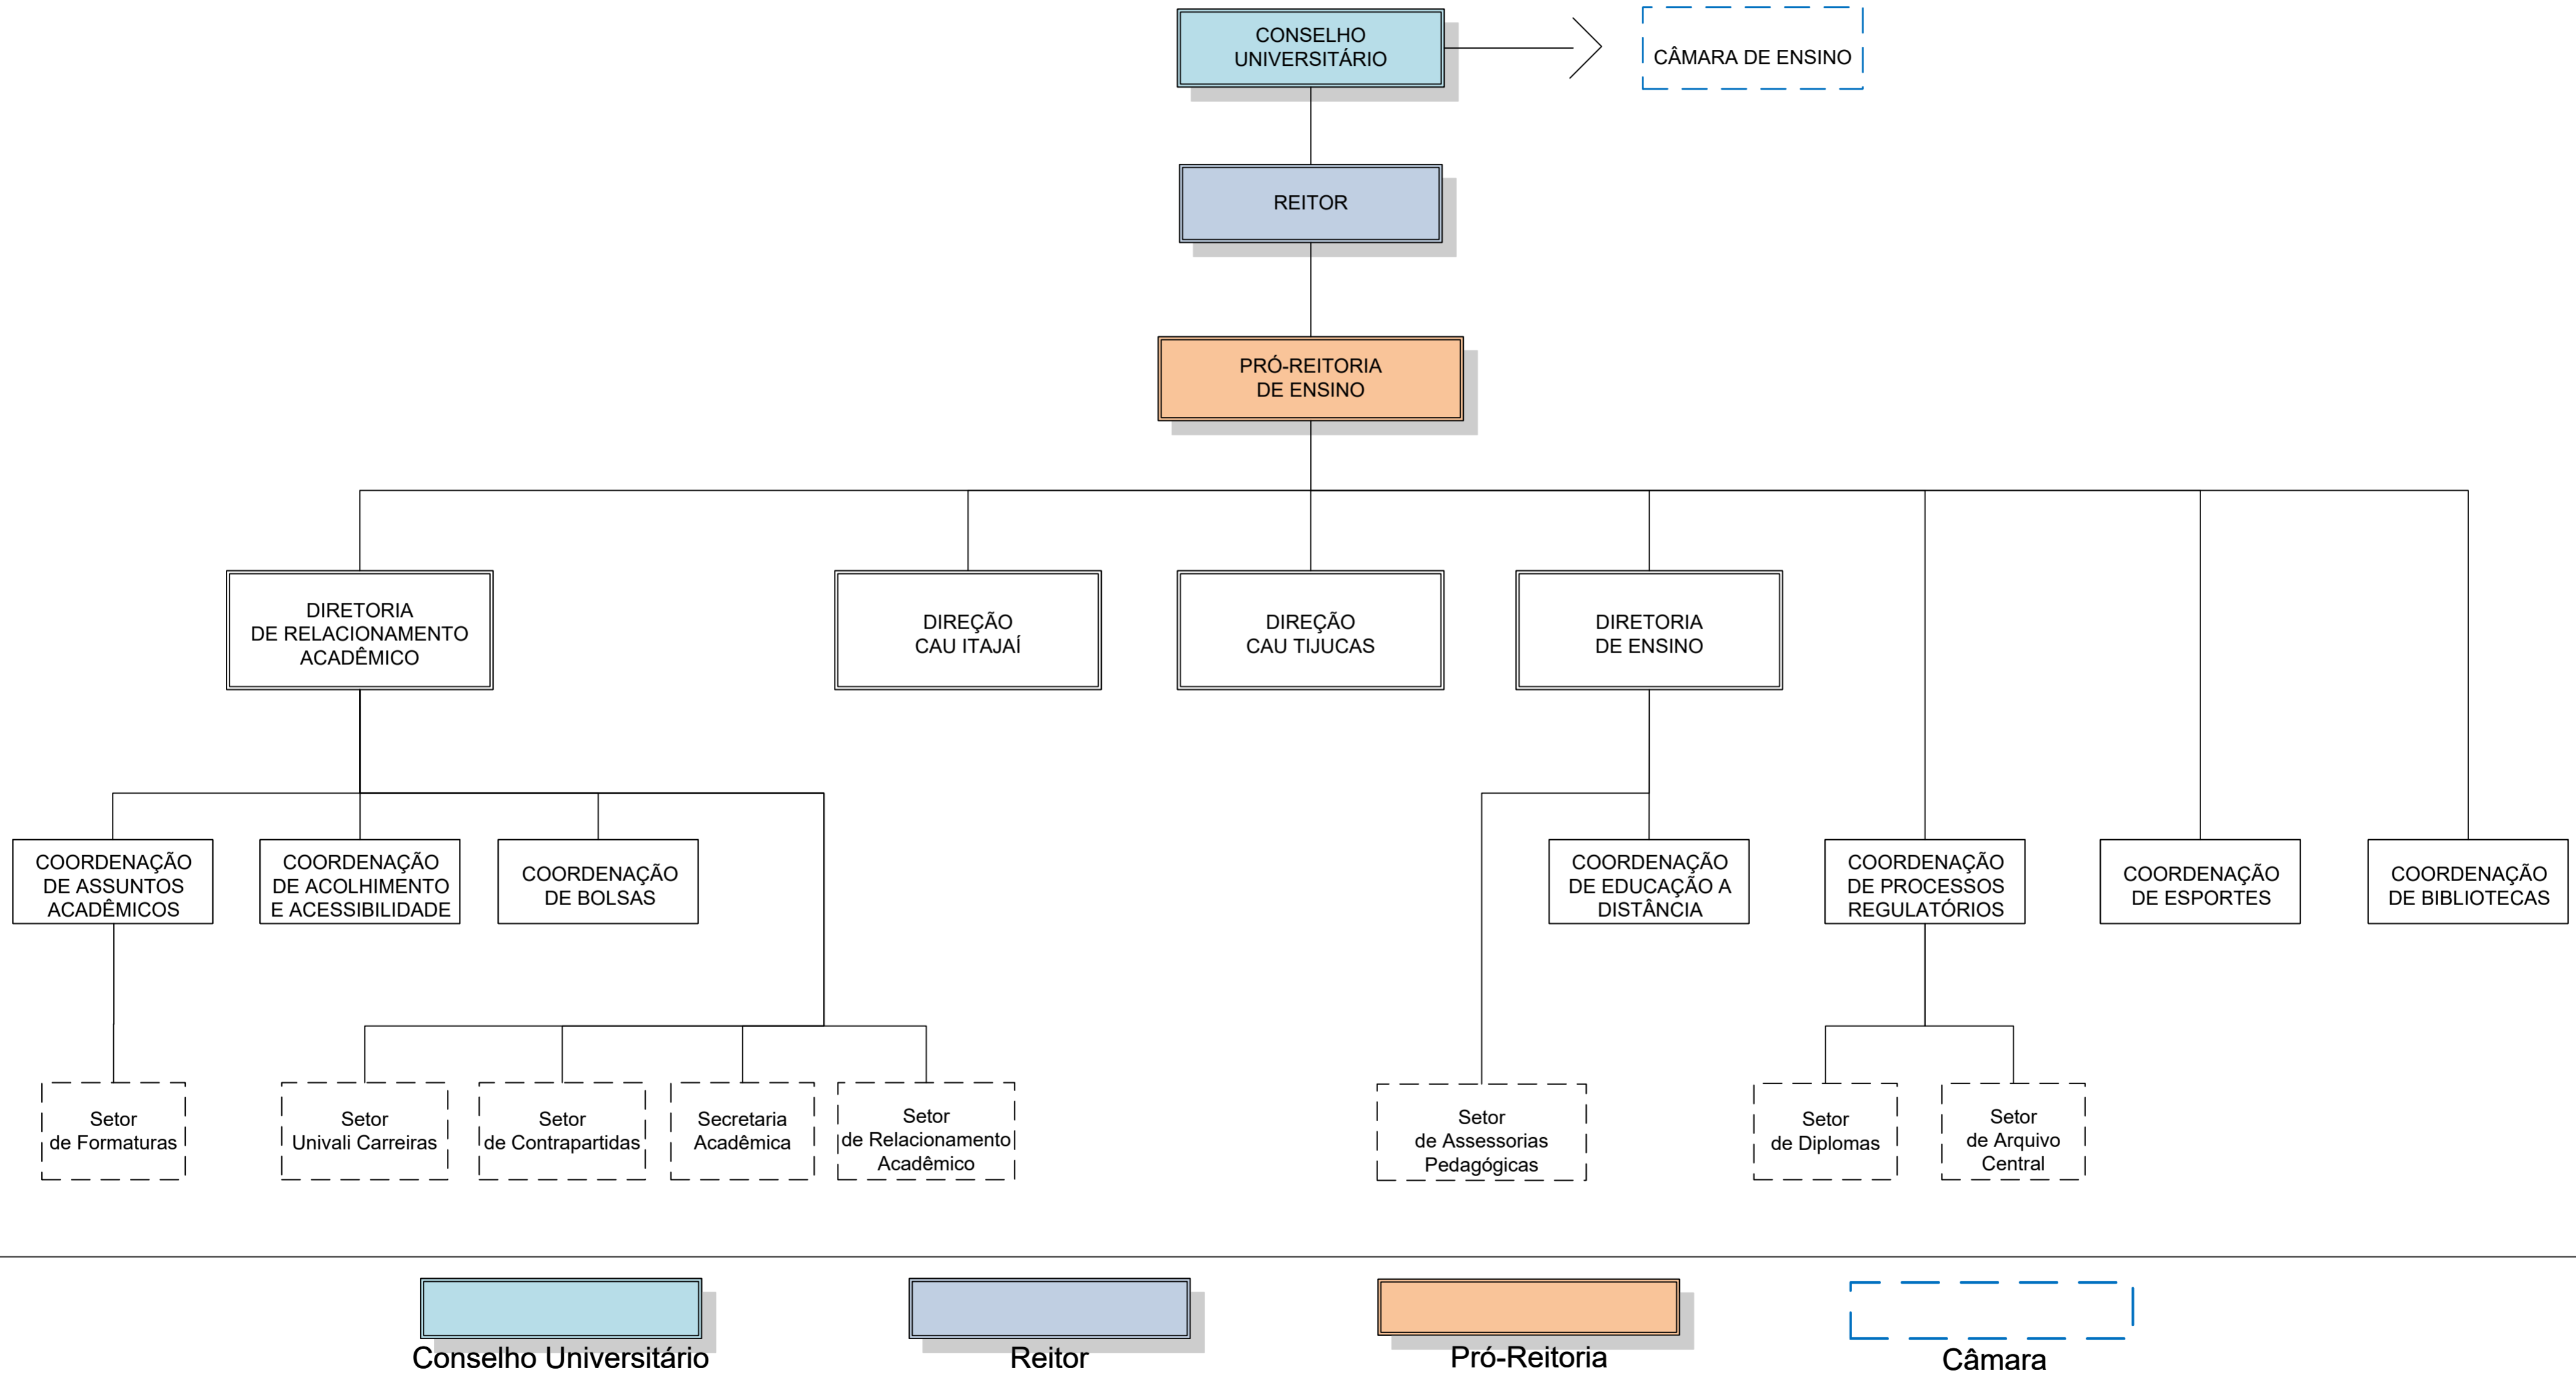 CONSELHO
UNIVERSITÁRIO
CÂMARA DE ENSINO
REITOR
PRÓ-REITORIA
DE ENSINO
DIRETORIA
DE RELACIONAMENTO
ACADÊMICO
DIREÇÃO
CAU ITAJAÍ
DIREÇÃO
CAU TIJUCAS
DIRETORIA
DE ENSINO
COORDENAÇÃO
DE ASSUNTOS
ACADÊMICOS
COORDENAÇÃO
DE ACOLHIMENTO
E ACESSIBILIDADE
COORDENAÇÃO
DE BOLSAS
COORDENAÇÃO
DE EDUCAÇÃO A
DISTÂNCIA
COORDENAÇÃO
DE PROCESSOS
REGULATÓRIOS
COORDENAÇÃO
DE ESPORTES
COORDENAÇÃO
DE BIBLIOTECAS
Setor
de Formaturas
Setor
Univali Carreiras
Setor
de Contrapartidas
Secretaria
Acadêmica
Setor
de Relacionamento
Acadêmico
Setor
de Assessorias
Pedagógicas
Setor
de Diplomas
Setor
de Arquivo
Central
Conselho Universitário
Reitor
Pró-Reitoria
Câmara